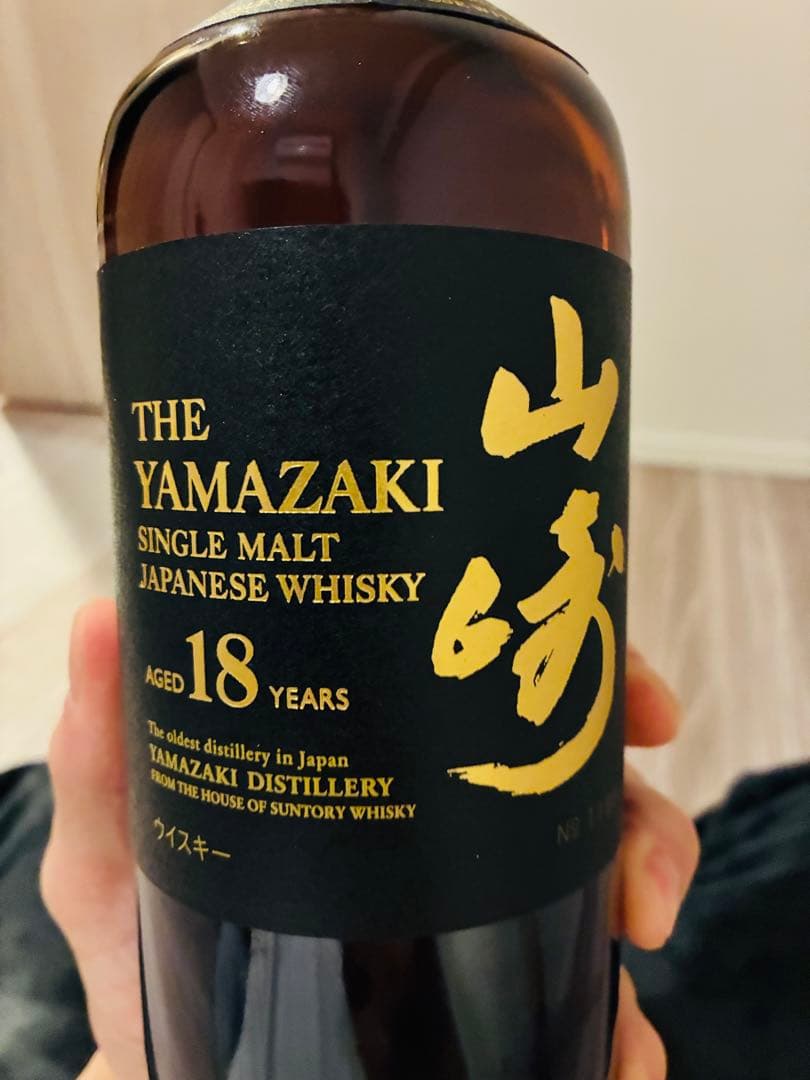 THE
YAMAZAKI
SINGLE MALT
JAPANESE WHISKY
AGED 18 YEARS
The oldest distillery in Japan
YAMAZAKI DISTILLERY
FROM THE HOUSE OF SUNTORY WHISKY
ウイスキー
山崎
No